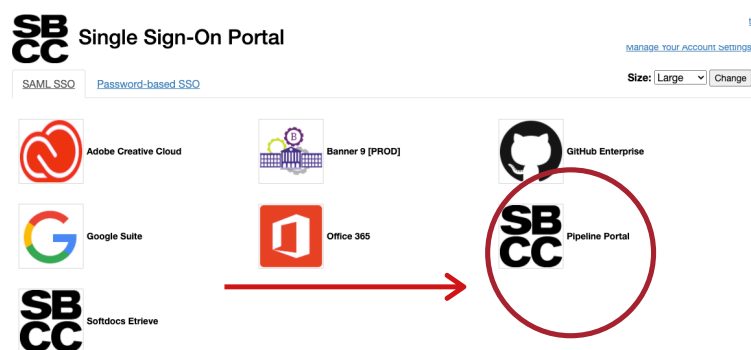 SB
CC
Single Sign-On Portal
Manage Your Account Settings
SAML SSO
Password-based SSO
Size: Large Change
Adobe Creative Cloud
B
Banner 9 [PROD]
GitHub Enterprise
Google Suite
Office 365
SB
CC
Pipeline Portal
SB
CC
Softdocs Etrieve